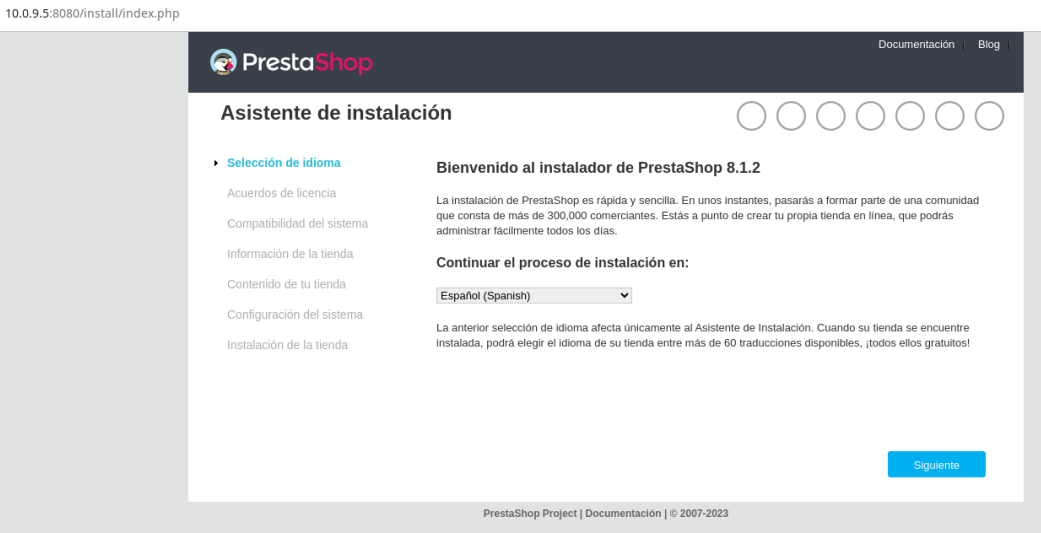 10.0.9.5:8080/install/index.php
Documentación | Blog |
PrestaShop
Asistente de instalación
Selección de idioma
Acuerdos de licencia
Compatibilidad del sistema
Información de la tienda
Contenido de tu tienda
Configuración del sistema
Instalación de la tienda
Bienvenido al instalador de PrestaShop 8.1.2
La instalación de PrestaShop es rápida y sencilla. En unos instantes, pasarás a formar parte de una comunidad
que consta de más de 300,000 comerciantes. Estás a punto de crear tu propia tienda en línea, que podrás
administrar fácilmente todos los días.
Continuar el proceso de instalación en:
Español (Spanish)
La anterior selección de idioma afecta únicamente al Asistente de Instalación. Cuando su tienda se encuentre
instalada, podrá elegir el idioma de su tienda entre más de 60 traducciones disponibles, ¡todos ellos gratuitos!
Siguiente
PrestaShop Project | Documentación | © 2007-2023